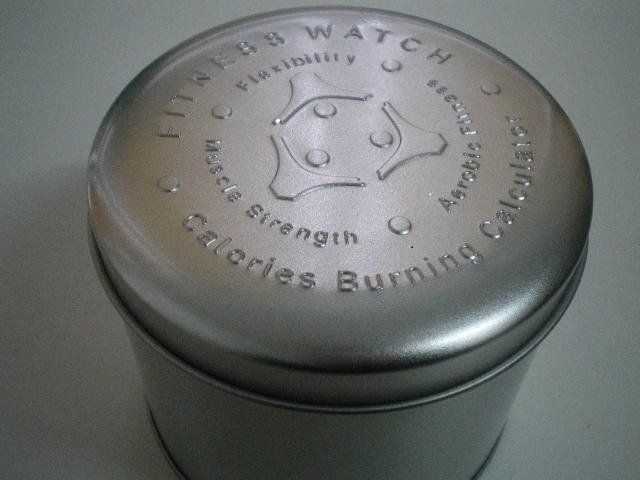 FITNESS WATCH
Calories Burning Calculator
Flexibility
Aerobic Fitness
Muscle Strength